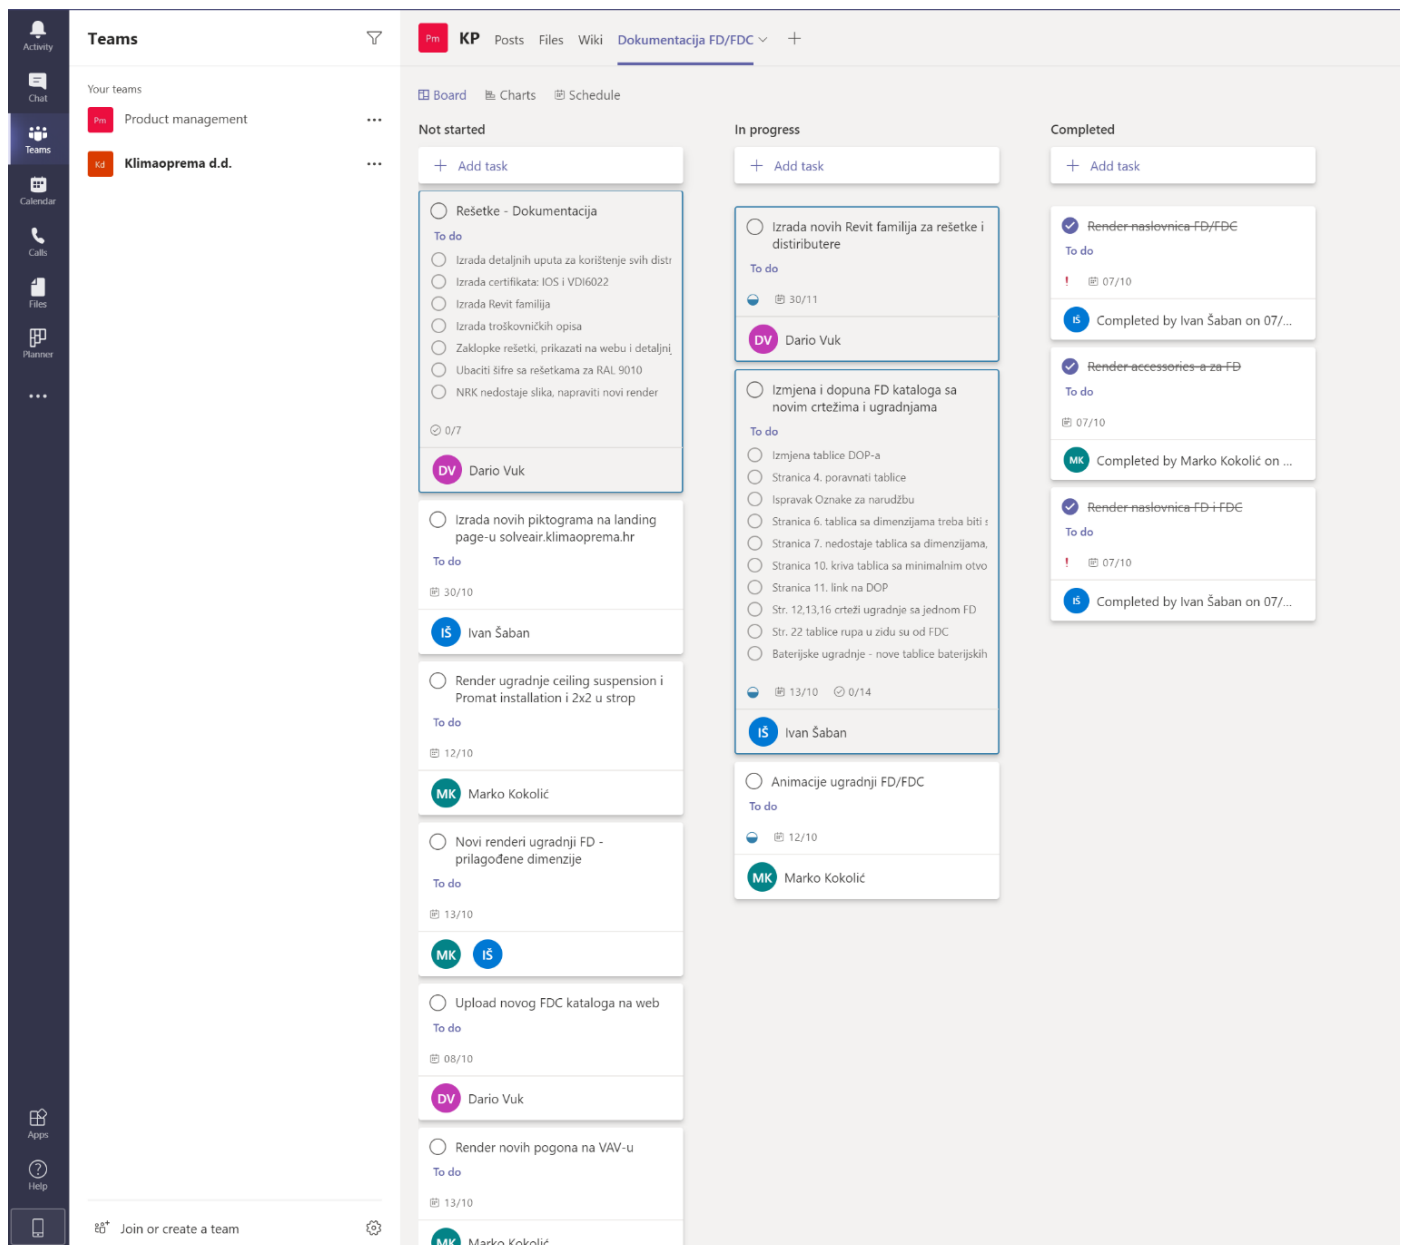 Activity
Chat
Teams
Calendar
Calls
Files
Planner
Apps
Help
Teams
Your teams
Pm Product management
Kd Klimaoprema d.d.
Join or create a team
Pm KP Posts Files Wiki Dokumentacija FD/FDC
Board Charts Schedule
Not started
Add task
Rešetke - Dokumentacija
To do
Izrada detaljnih uputa za korištenje svih distr
Izrada certifikata: IOS i VDI6022
Izrada Revit familija
Izrada troškovničkih opisa
Zaklopke rešetki, prikazati na webu i detaljnij
Ubaciti šifre sa rešetkama za RAL 9010
NRK nedostaje slika, napraviti novi render
0/7
DV Dario Vuk
Izrada novih piktograma na landing
page-u solveair.klimaoprema.hr
To do
30/10
IŠ Ivan Šaban
Render ugradnje ceiling suspension i
Promat installation i 2x2 u strop
To do
12/10
MK Marko Kokolić
Novi renderi ugradnji FD -
prilagođene dimenzije
To do
13/10
MK IŠ
Upload novog FDC kataloga na web
To do
08/10
DV Dario Vuk
Render novih pogona na VAV-u
To do
13/10
MK Marko Kokolić
In progress
Add task
Izrada novih Revit familija za rešetke i
distiributere
To do
30/11
DV Dario Vuk
Izmjena i dopuna FD kataloga sa
novim crtežima i ugradnjama
To do
Izmjena tablice DOP-a
Stranica 4. poravnati tablice
Ispravak Oznake za narudžbu
Stranica 6. tablica sa dimenzijama treba biti s
Stranica 7. nedostaje tablica sa dimenzijama,
Stranica 10. kriva tablica sa minimalnim otvo
Stranica 11. link na DOP
Str. 12,13,16 crteži ugradnje sa jednom FD
Str. 22 tablice rupa u zidu su od FDC
Baterijske ugradnje - nove tablice baterijskih
13/10 0/14
IŠ Ivan Šaban
Animacije ugradnji FD/FDC
To do
12/10
MK Marko Kokolić
Completed
Add task
Render naslovnica FD/FDC
To do
! 07/10
IŠ Completed by Ivan Šaban on 07/...
Render accessories-a za FD
To do
07/10
MK Completed by Marko Kokolić on ...
Render naslovnica FD i FDC
To do
! 07/10
IŠ Completed by Ivan Šaban on 07/...